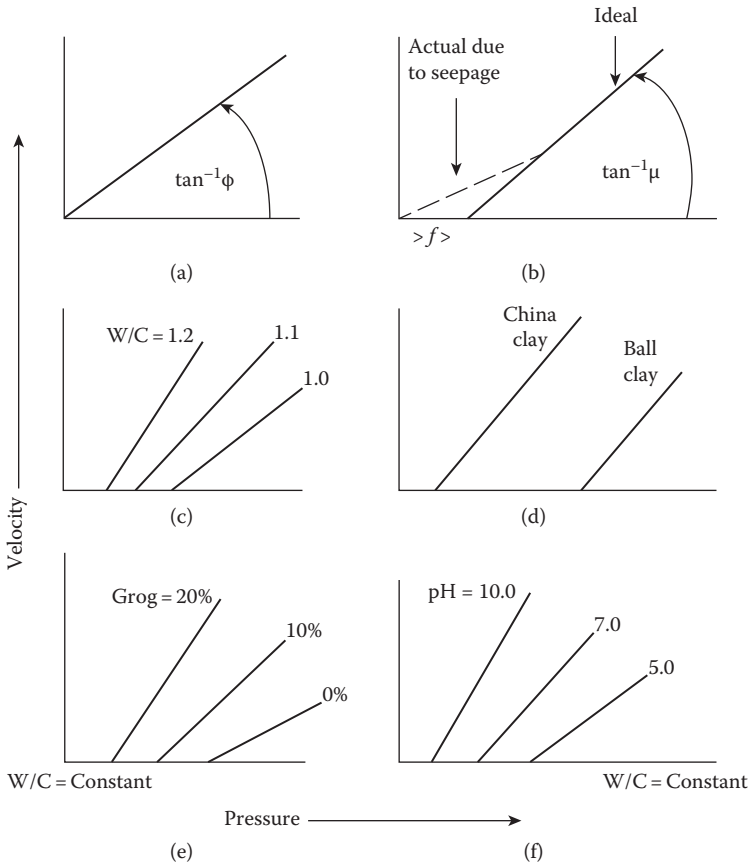 Ideal
Actual due
to seepage
tan⁻¹ϕ
tan⁻¹μ
>f>
(a)
(b)
W/C = 1.2
1.1
1.0
China
clay
Ball
clay
(c)
(d)
Velocity
Grog = 20%
10%
0%
pH = 10.0
7.0
5.0
W/C = Constant
W/C = Constant
Pressure
(e)
(f)